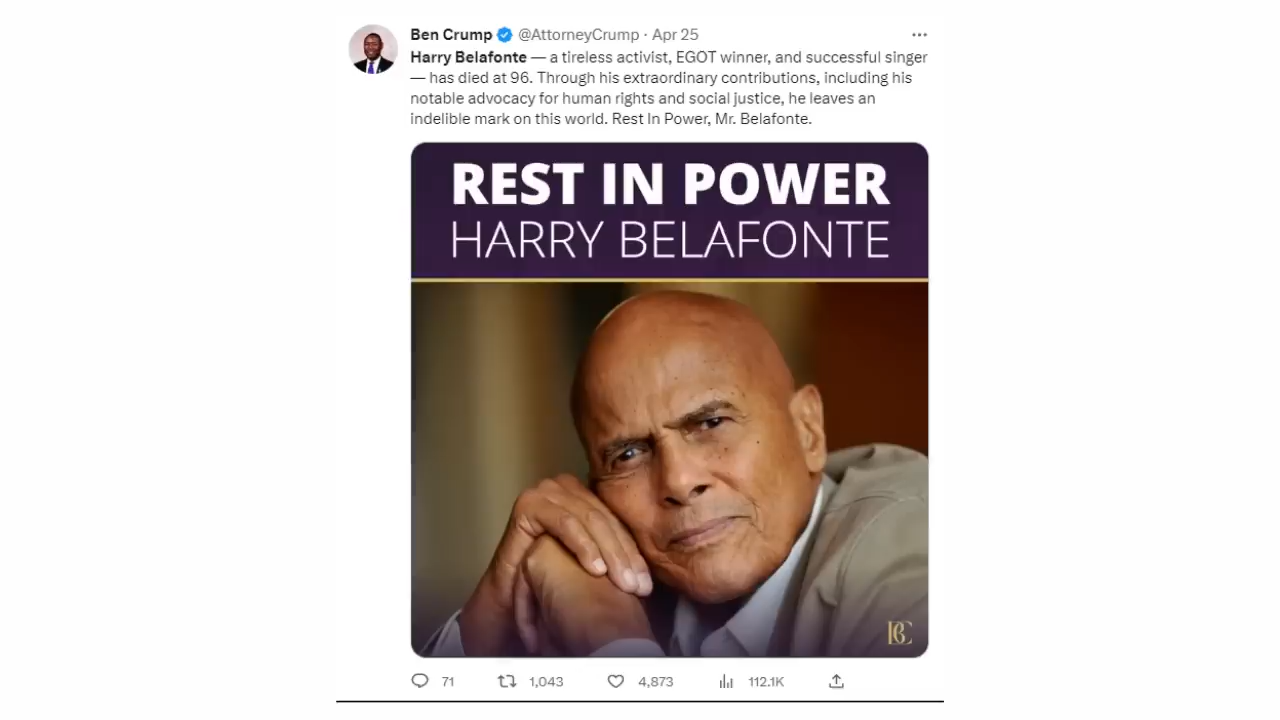 Ben Crump @AttorneyCrump · Apr 25
Harry Belafonte — a tireless activist, EGOT winner, and successful singer
— has died at 96. Through his extraordinary contributions, including his
notable advocacy for human rights and social justice, he leaves an
indelible mark on this world. Rest In Power, Mr. Belafonte.
REST IN POWER
HARRY BELAFONTE
BC
71 1,043 4,873 112.1K